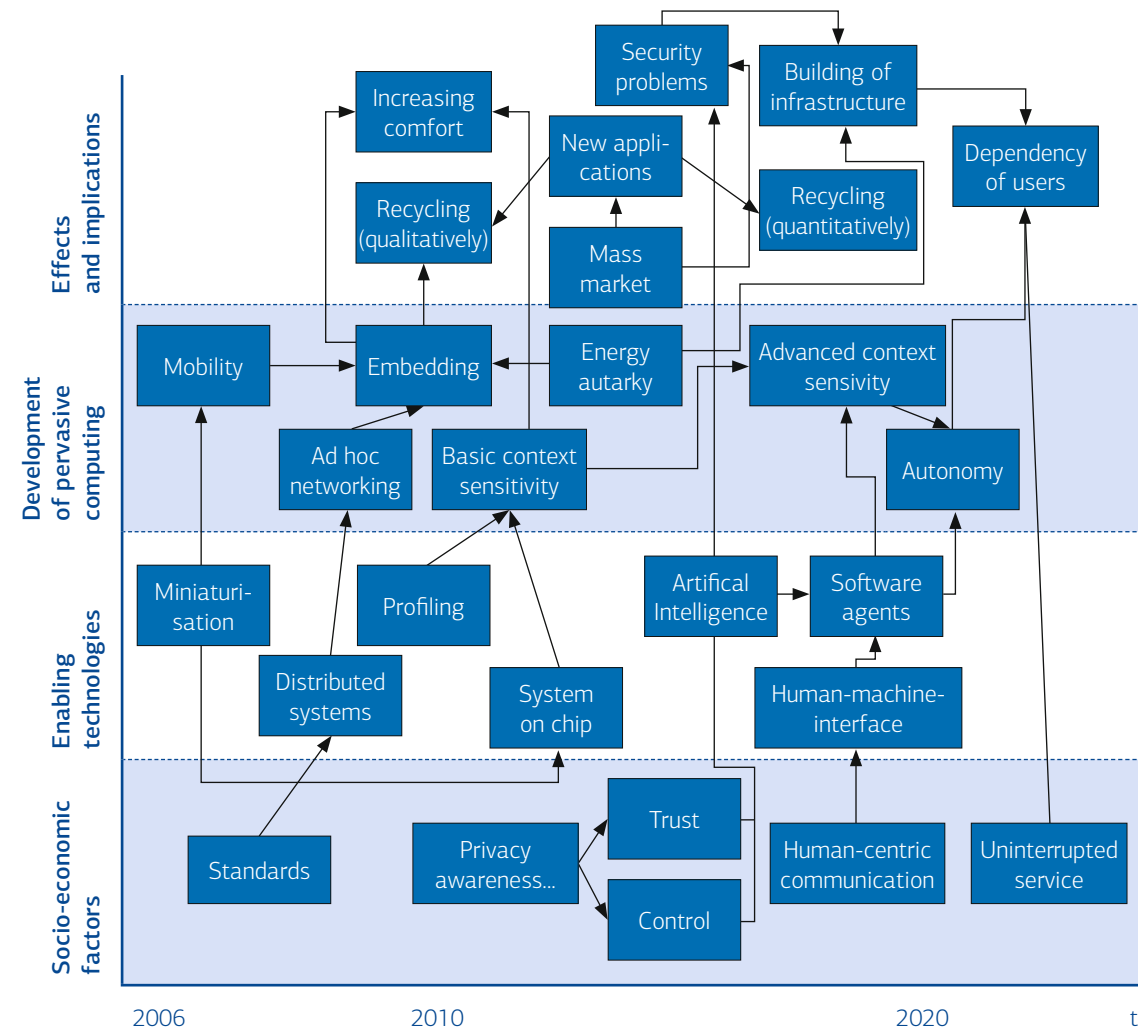 Effects
and implications
Security
problems
Building of
infrastructure
Increasing
comfort
New appli-
cations
Dependency
of users
Recycling
(qualitatively)
Recycling
(quantitatively)
Mass
market
Development
of pervasive
computing
Mobility
Embedding
Energy
autarky
Advanced context
sensivity
Ad hoc
networking
Basic context
sensitivity
Autonomy
Enabling
technologies
Miniaturi-
sation
Profiling
Artifical
Intelligence
Software
agents
Distributed
systems
System
on chip
Human-machine-
interface
Socio-economic
factors
Standards
Privacy
awareness...
Trust
Control
Human-centric
communication
Uninterrupted
service
2006
2010
2020
t